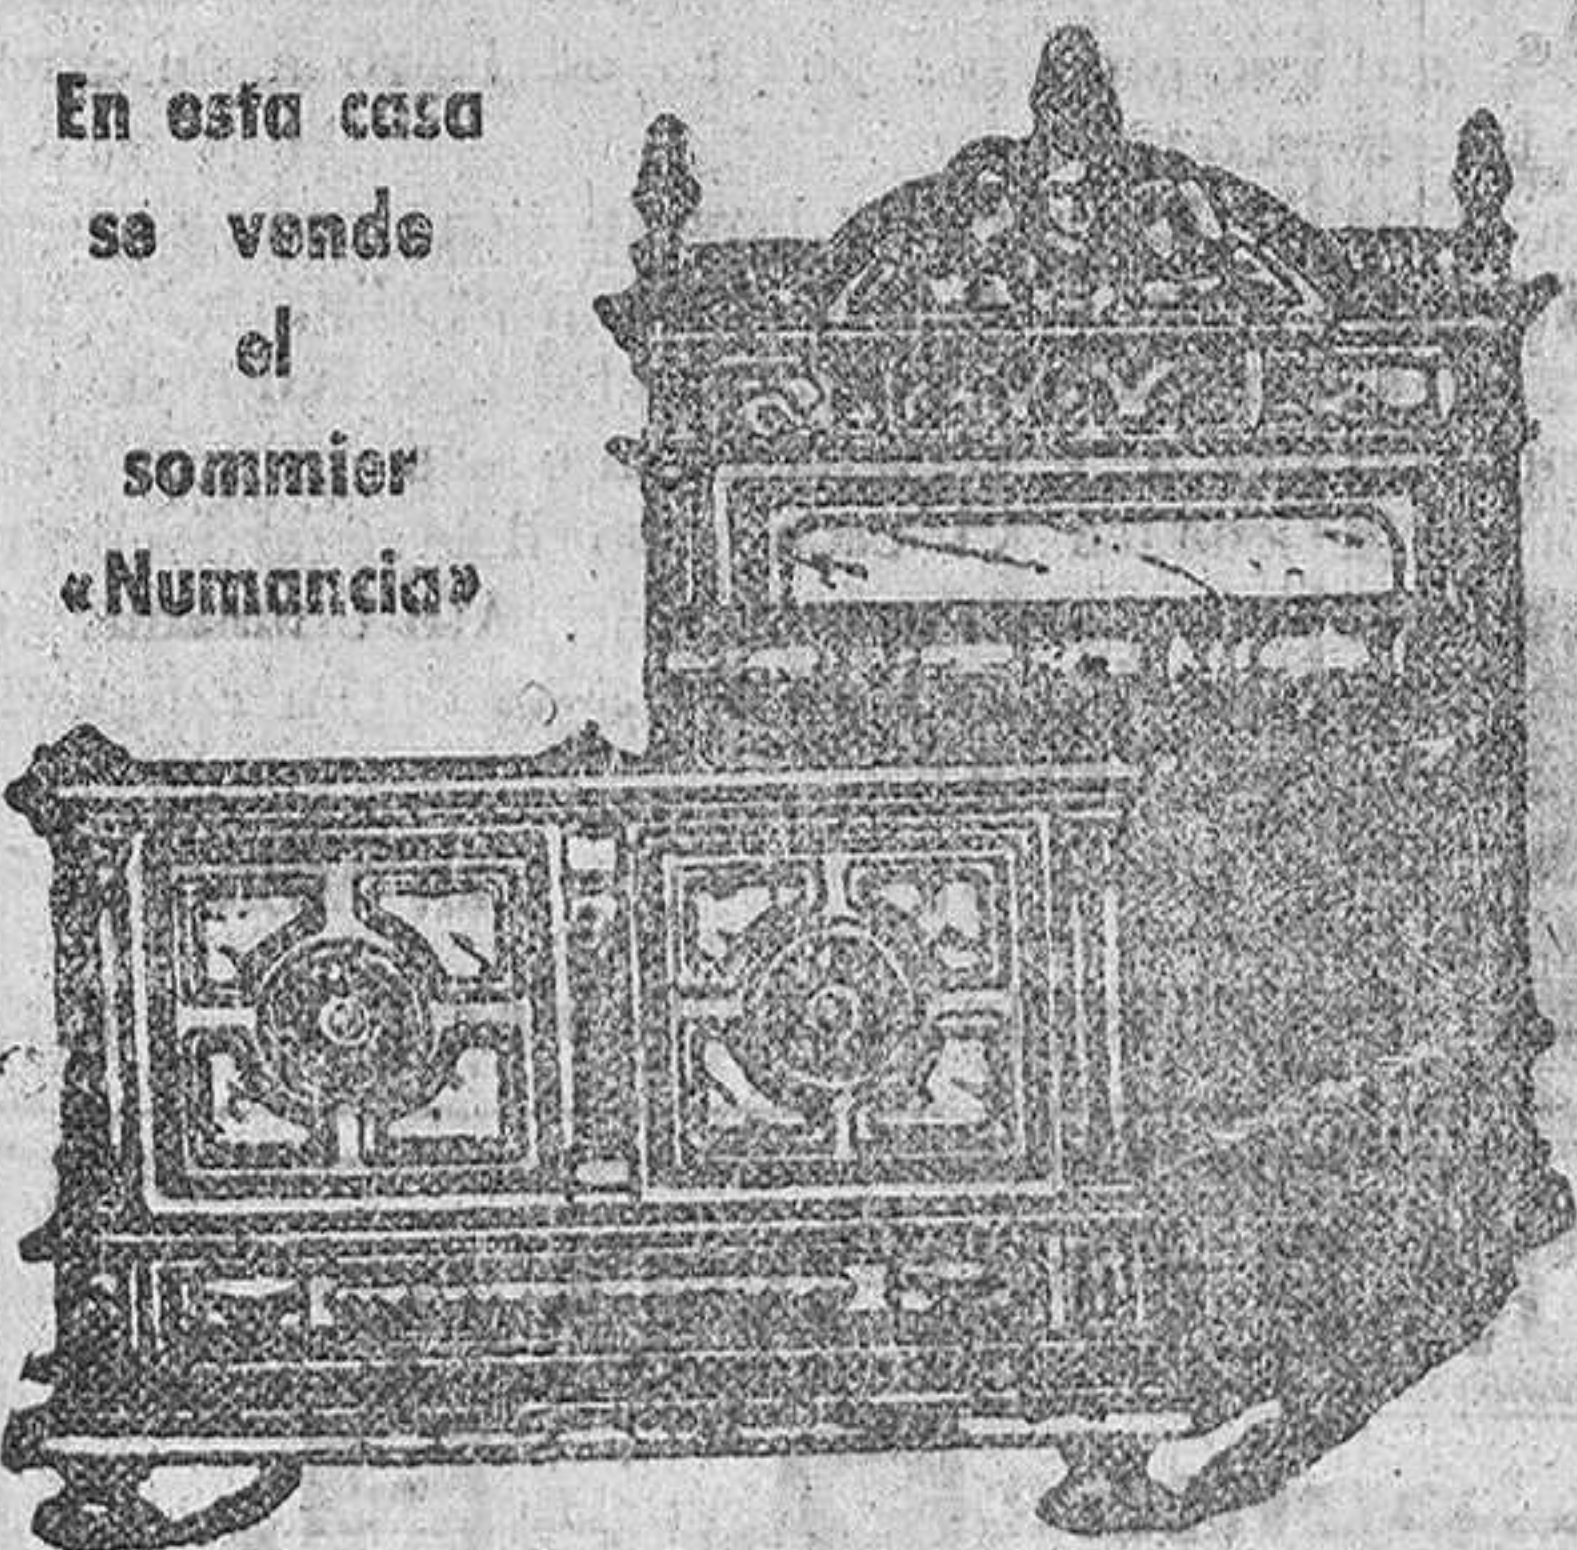 En esta casa
se vende
el
sommier
«Numancia»